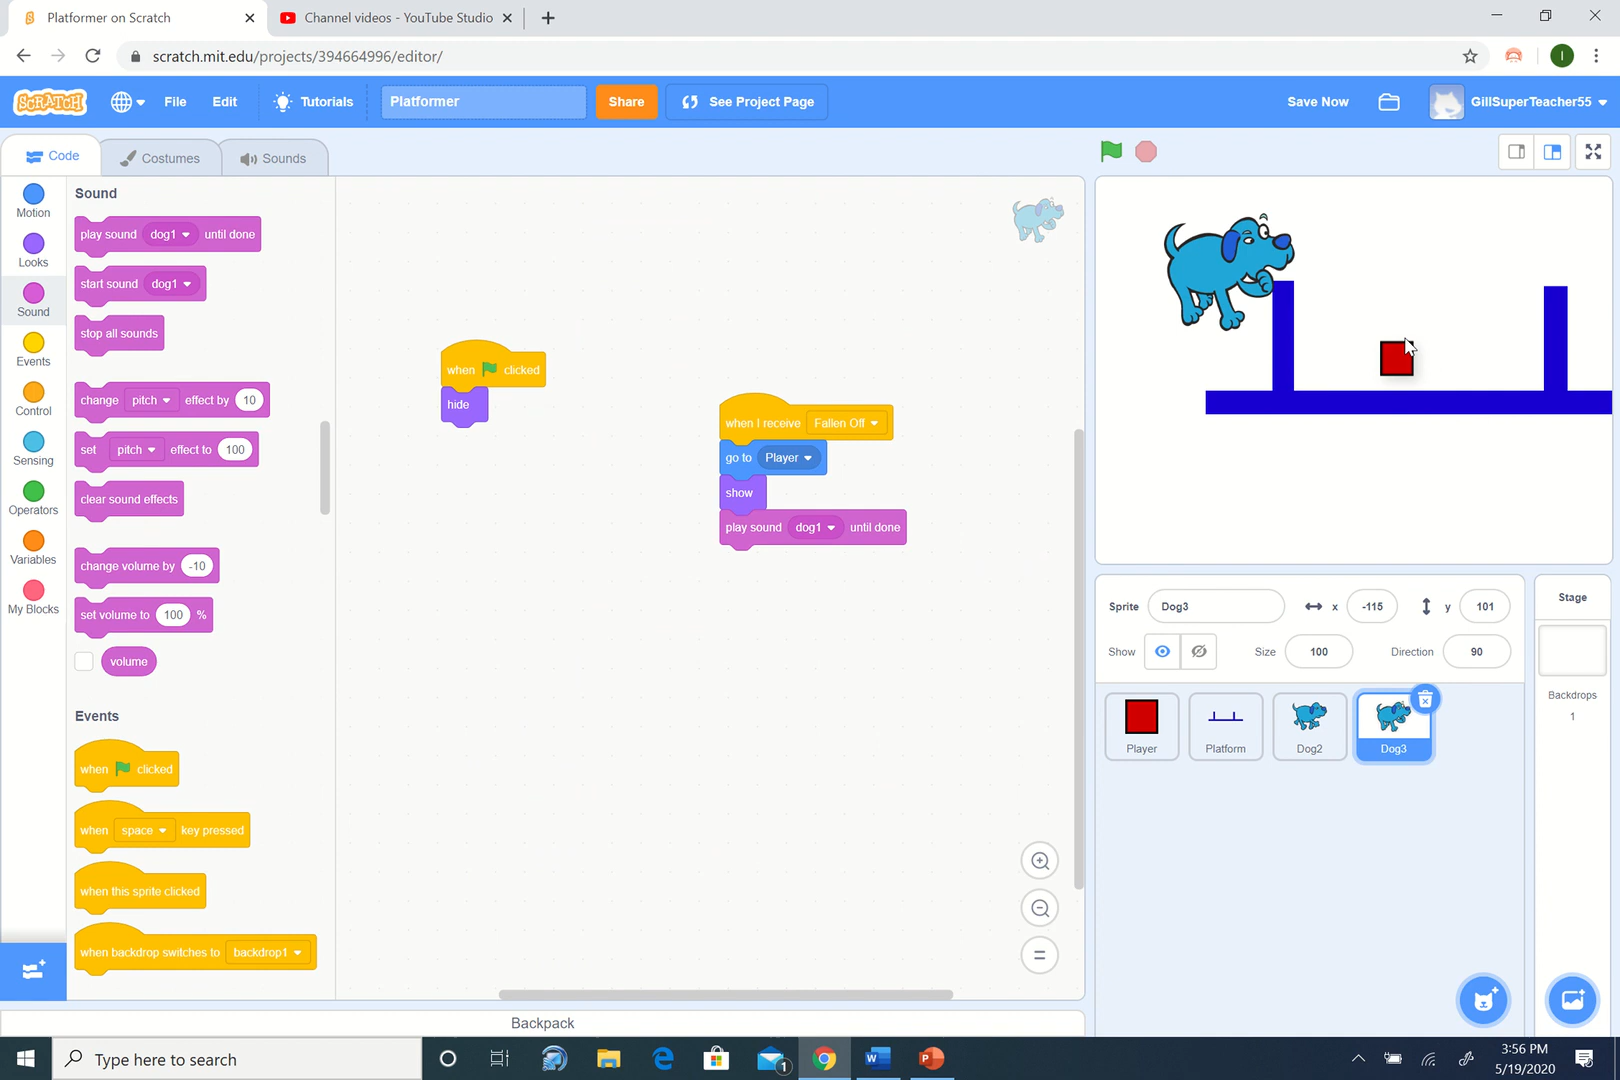 Platformer on Scratch
Channel videos - YouTube Studio
scratch.mit.edu/projects/394664996/editor/
I
SCRATCH
File
Edit
Tutorials
Platformer
Share
See Project Page
Save Now
GillSuperTeacher55
Code
Costumes
Sounds
Motion
Looks
Sound
Events
Control
Sensing
Operators
Variables
My Blocks
Sound
play sound dog1 until done
start sound dog1
stop all sounds
change pitch effect by 10
set pitch effect to 100
clear sound effects
change volume by -10
set volume to 100 %
volume
Events
when clicked
when space key pressed
when this sprite clicked
when backdrop switches to backdrop1
when clicked
hide
when I receive Fallen Off
go to Player
show
play sound dog1 until done
Sprite Dog3 x -115 y 101
Show Size 100 Direction 90
Player
Platform
Dog2
Dog3
Stage
Backdrops
1
Backpack
Type here to search
1
3:56 PM
5/19/2020